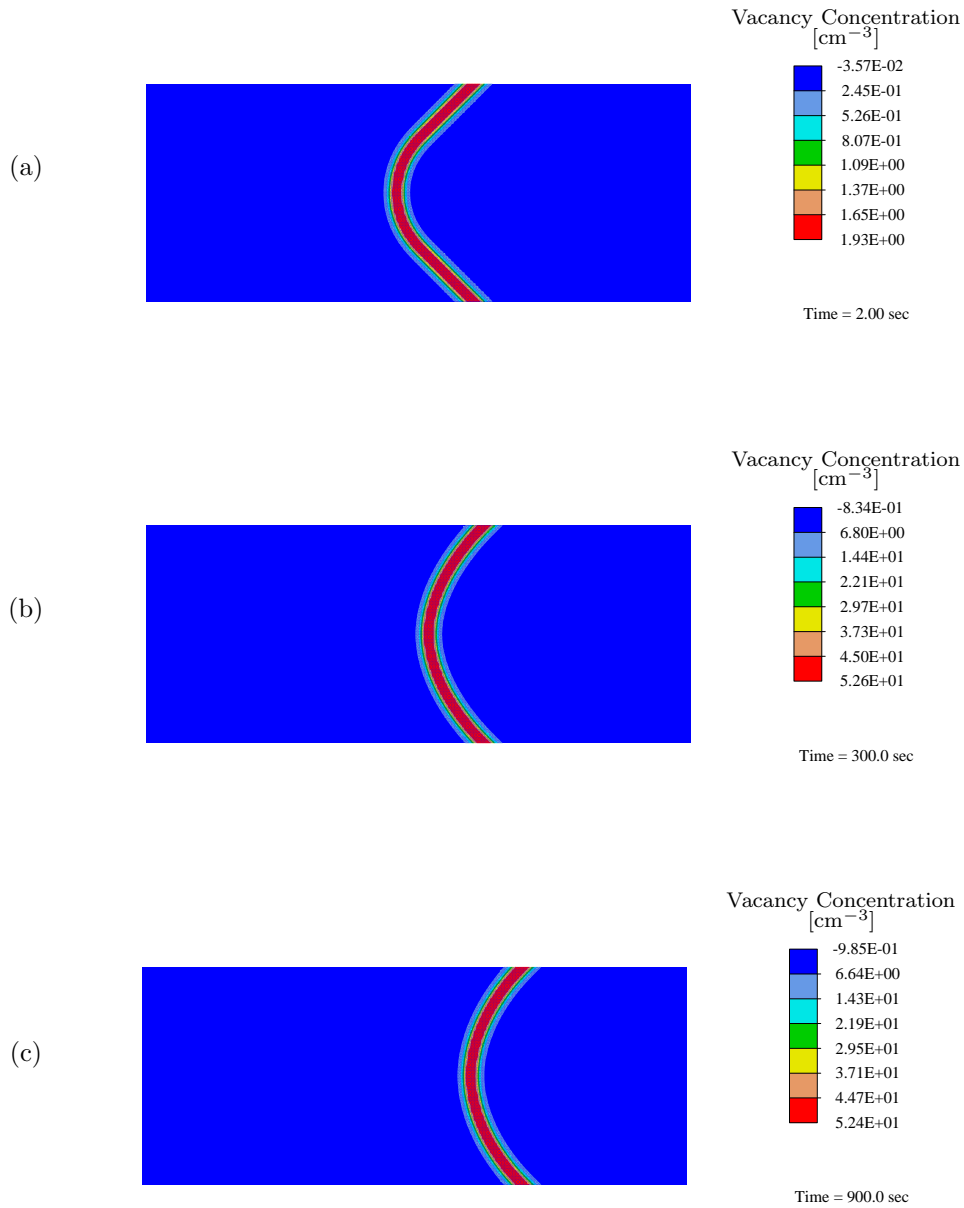 Vacancy Concentration
[cm−3]
-3.57E-02
2.45E-01
5.26E-01
8.07E-01
1.09E+00
1.37E+00
1.65E+00
1.93E+00
(a)
Time = 2.00 sec
Vacancy Concentration
[cm−3]
-8.34E-01
6.80E+00
1.44E+01
2.21E+01
2.97E+01
3.73E+01
4.50E+01
5.26E+01
(b)
Time = 300.0 sec
Vacancy Concentration
[cm−3]
-9.85E-01
6.64E+00
1.43E+01
2.19E+01
2.95E+01
3.71E+01
4.47E+01
5.24E+01
(c)
Time = 900.0 sec